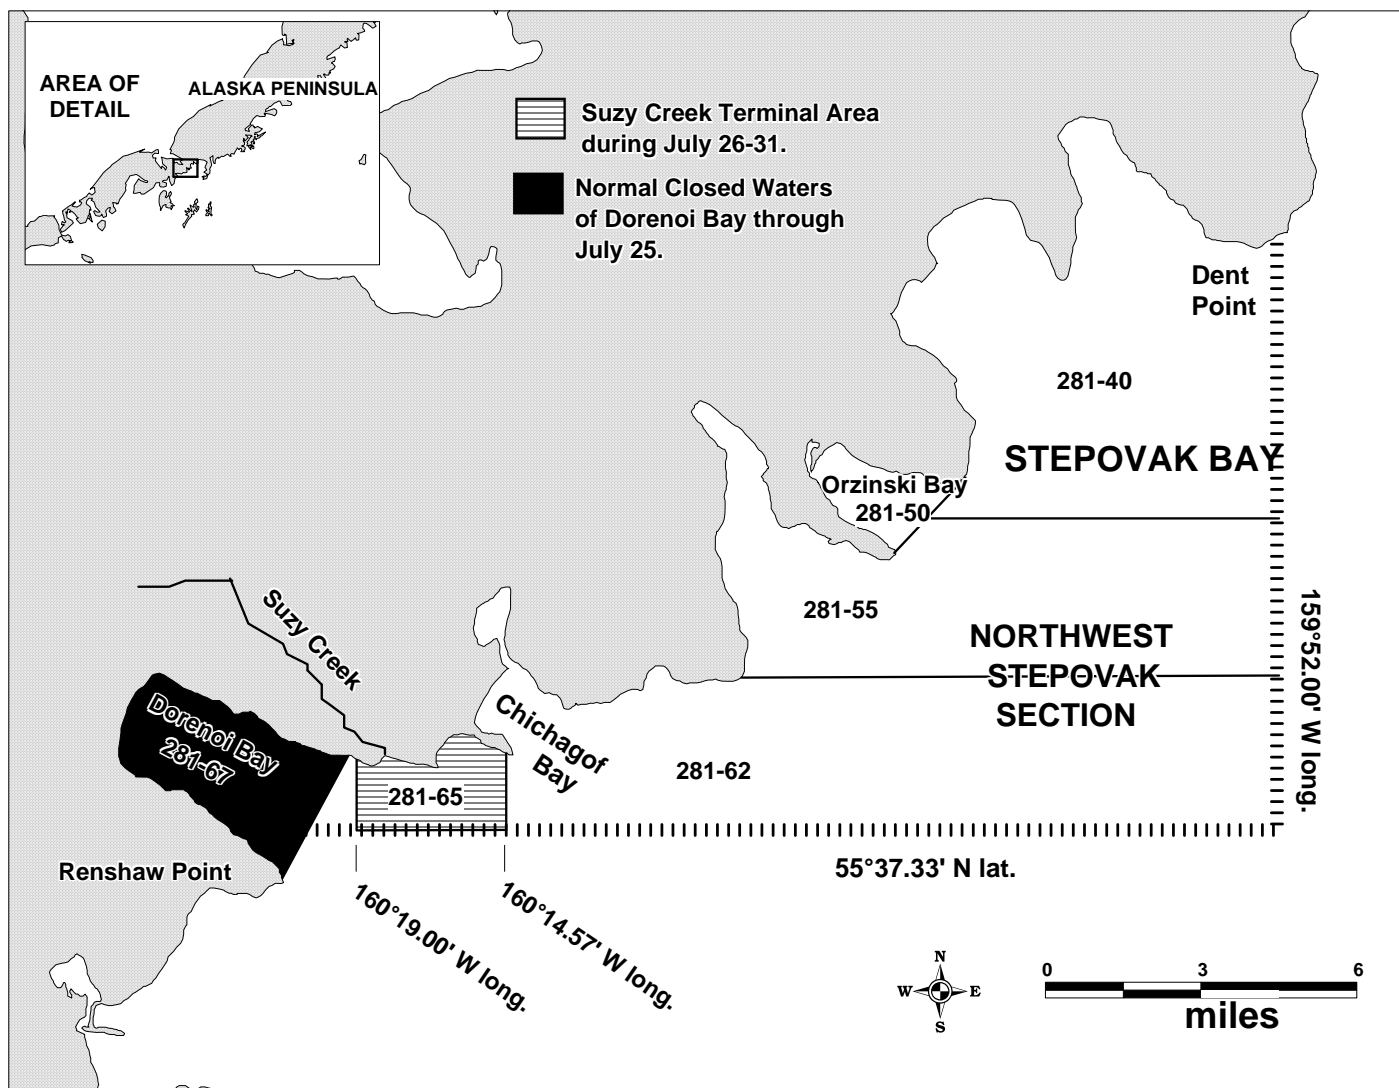 AREA OF
DETAIL
ALASKA PENINSULA
Suzy Creek Terminal Area
during July 26-31.
Normal Closed Waters
of Dorenoi Bay through
July 25.
Dent
Point
281-40
STEPOVAK BAY
Orzinski Bay
281-50
281-55
NORTHWEST
STEPOVAK
SECTION
159°52.00' W long.
Suzy Creek
Chichagof
Bay
Dorenoi Bay
281-67
281-65
281-62
Renshaw Point
55°37.33' N lat.
160°19.00' W long.
160°14.57' W long.
N
W
E
S
0
3
6
miles